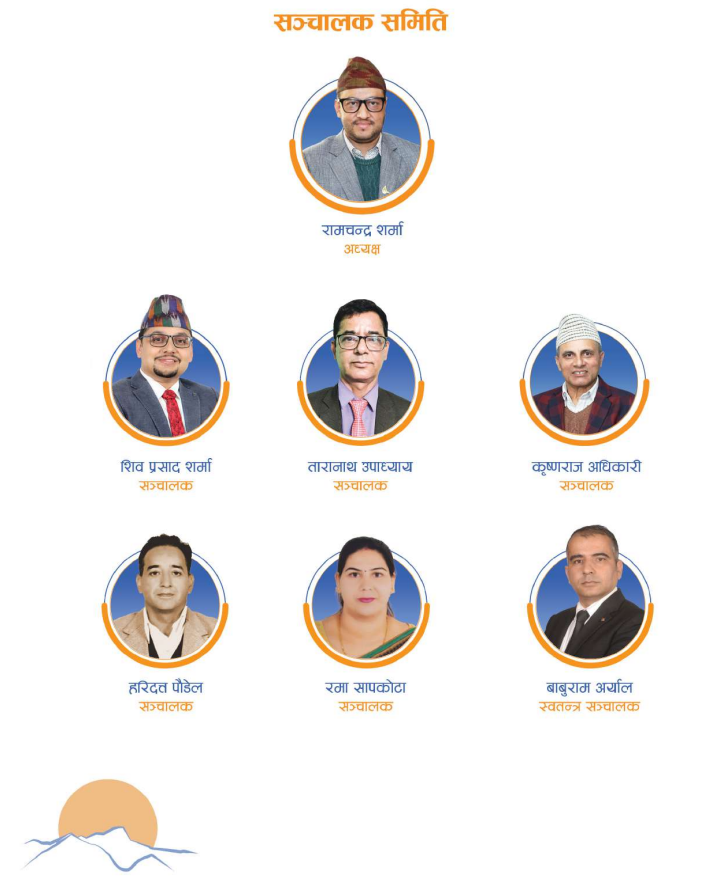 सञ्चालक समिति
रामचन्द्र शर्मा
अध्यक्ष
शिव प्रसाद शर्मा
सञ्चालक
तारानाथ उपाध्याय
सञ्चालक
कृष्णराज अधिकारी
सञ्चालक
हरिदत्त पौडेल
सञ्चालक
रमा सापकोटा
सञ्चालक
बाबुराम अर्याल
स्वतन्त्र सञ्चालक